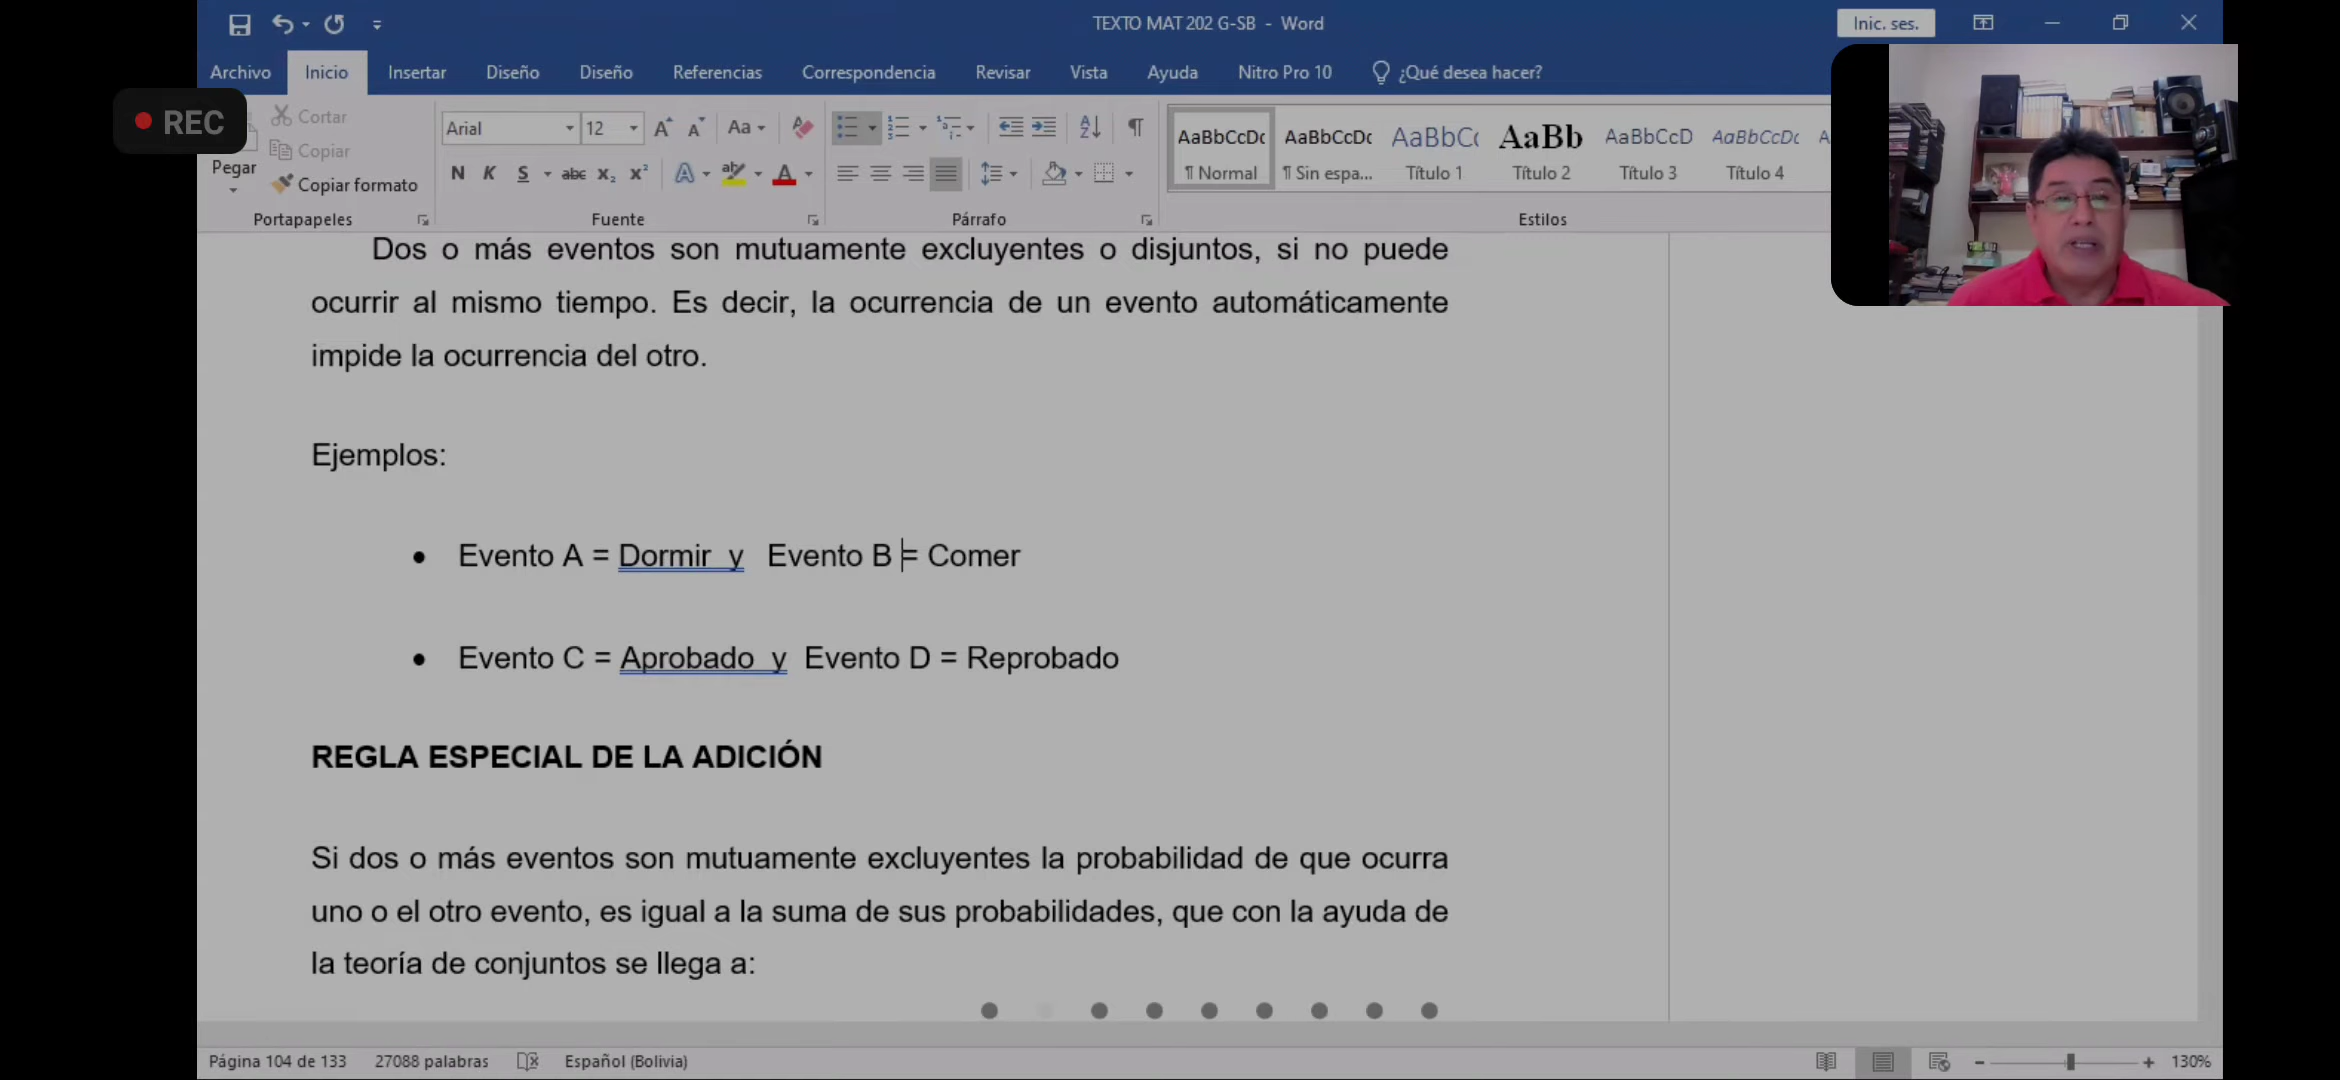 TEXTO MAT 202 G-SB - Word
Inic. ses.
Archivo Inicio Insertar Diseño Diseño Referencias Correspondencia Revisar Vista Ayuda Nitro Pro 10 ¿Qué desea hacer?
REC
Pegar
Cortar
Copiar
Copiar formato
Portapapeles
Arial 12
Aa
N K S abc x₂ x²
Fuente
Párrafo
AaBbCcDc AaBbCcDc AaBbC( AaBb AaBbCcD AaBbCcDc A
¶ Normal ¶ Sin espa... Título 1 Título 2 Título 3 Título 4
Estilos
Dos o más eventos son mutuamente excluyentes o disjuntos, si no puede
ocurrir al mismo tiempo. Es decir, la ocurrencia de un evento automáticamente
impide la ocurrencia del otro.
Ejemplos:
• Evento A = Dormir y Evento B = Comer
• Evento C = Aprobado y Evento D = Reprobado
REGLA ESPECIAL DE LA ADICIÓN
Si dos o más eventos son mutuamente excluyentes la probabilidad de que ocurra
uno o el otro evento, es igual a la suma de sus probabilidades, que con la ayuda de
la teoría de conjuntos se llega a:
Página 104 de 133 27088 palabras Español (Bolivia) 130%